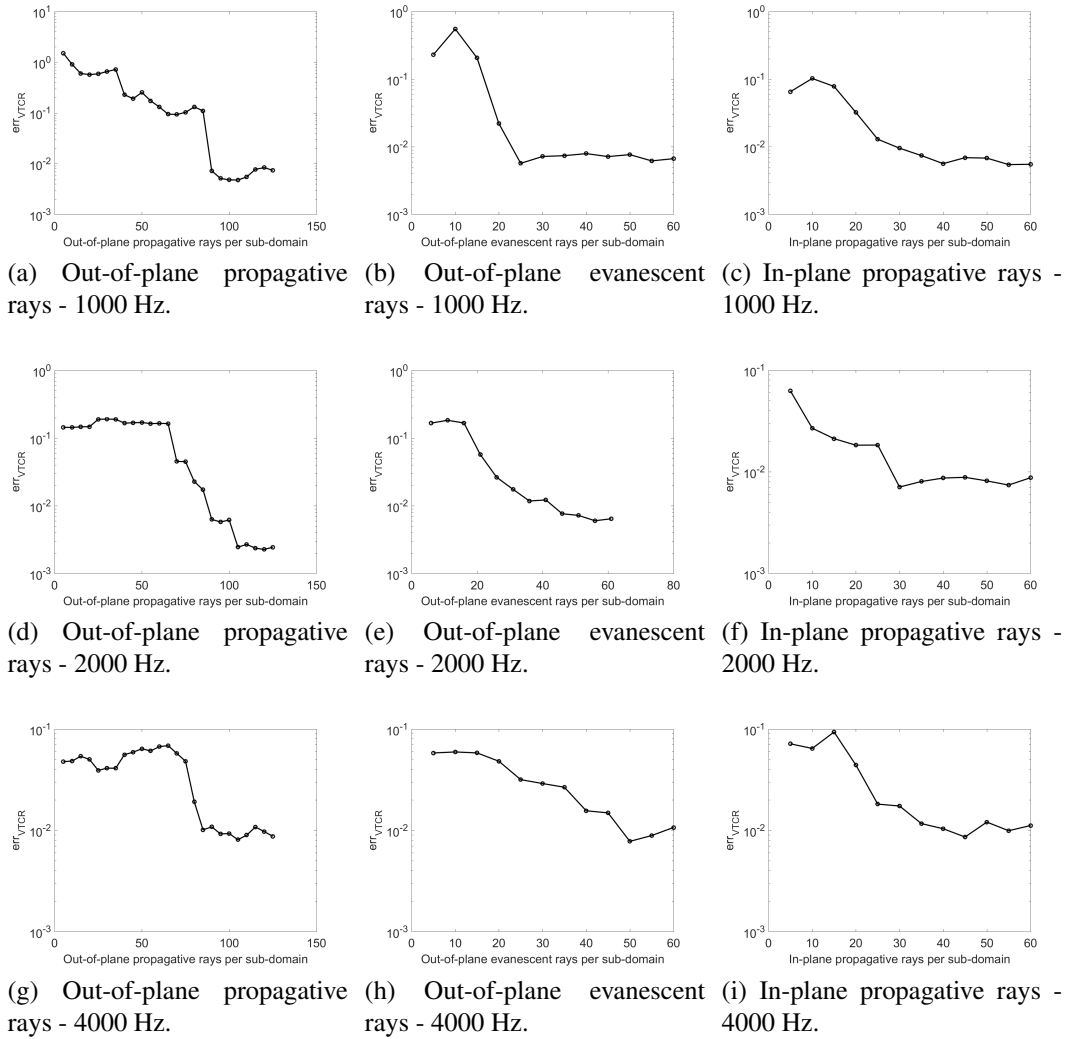 10^1
10^0
10^-1
10^-2
10^-3
err_VTCR
0 50 100 150
Out-of-plane propagative rays per sub-domain
(a) Out-of-plane propagative
rays - 1000 Hz.
10^0
10^-1
10^-2
10^-3
err_VTCR
0 10 20 30 40 50 60
Out-of-plane evanescent rays per sub-domain
(b) Out-of-plane evanescent
rays - 1000 Hz.
10^0
10^-1
10^-2
10^-3
err_VTCR
0 10 20 30 40 50 60
In-plane propagative rays per sub-domain
(c) In-plane propagative rays -
1000 Hz.
10^0
10^-1
10^-2
10^-3
err_VTCR
0 50 100 150
Out-of-plane propagative rays per sub-domain
(d) Out-of-plane propagative
rays - 2000 Hz.
10^0
10^-1
10^-2
10^-3
err_VTCR
0 20 40 60 80
Out-of-plane evanescent rays per sub-domain
(e) Out-of-plane evanescent
rays - 2000 Hz.
10^-1
10^-2
10^-3
err_VTCR
0 10 20 30 40 50 60
In-plane propagative rays per sub-domain
(f) In-plane propagative rays -
2000 Hz.
10^-1
10^-2
10^-3
err_VTCR
0 50 100 150
Out-of-plane propagative rays per sub-domain
(g) Out-of-plane propagative
rays - 4000 Hz.
10^-1
10^-2
10^-3
err_VTCR
0 10 20 30 40 50 60
Out-of-plane evanescent rays per sub-domain
(h) Out-of-plane evanescent
rays - 4000 Hz.
10^-1
10^-2
10^-3
err_VTCR
0 10 20 30 40 50 60
In-plane propagative rays per sub-domain
(i) In-plane propagative rays -
4000 Hz.